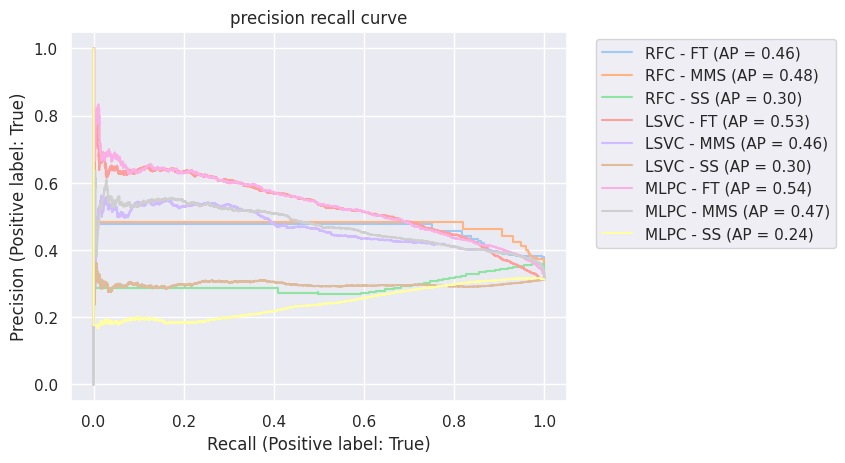 precision recall curve
Precision (Positive label: True)
1.0
0.8
0.6
0.4
0.2
0.0
0.0 0.2 0.4 0.6 0.8 1.0
Recall (Positive label: True)
RFC - FT (AP = 0.46)
RFC - MMS (AP = 0.48)
RFC - SS (AP = 0.30)
LSVC - FT (AP = 0.53)
LSVC - MMS (AP = 0.46)
LSVC - SS (AP = 0.30)
MLPC - FT (AP = 0.54)
MLPC - MMS (AP = 0.47)
MLPC - SS (AP = 0.24)